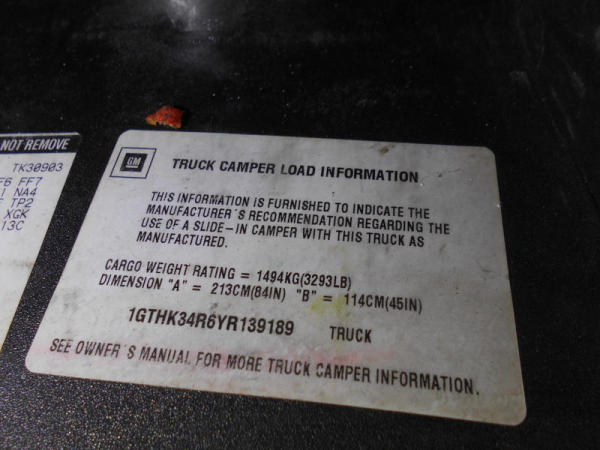 NOT REMOVE
TK30903
FF7
NA4
TP2
XGK
13C
GM
TRUCK CAMPER LOAD INFORMATION
THIS INFORMATION IS FURNISHED TO INDICATE THE
MANUFACTURER'S RECOMMENDATION REGARDING THE
USE OF A SLIDE-IN CAMPER WITH THIS TRUCK AS
MANUFACTURED.
CARGO WEIGHT RATING = 1494KG(3293LB)
DIMENSION "A" = 213CM(84IN) "B" = 114CM(45IN)
1GTHK34R6YR139189 TRUCK
SEE OWNER'S MANUAL FOR MORE TRUCK CAMPER INFORMATION.